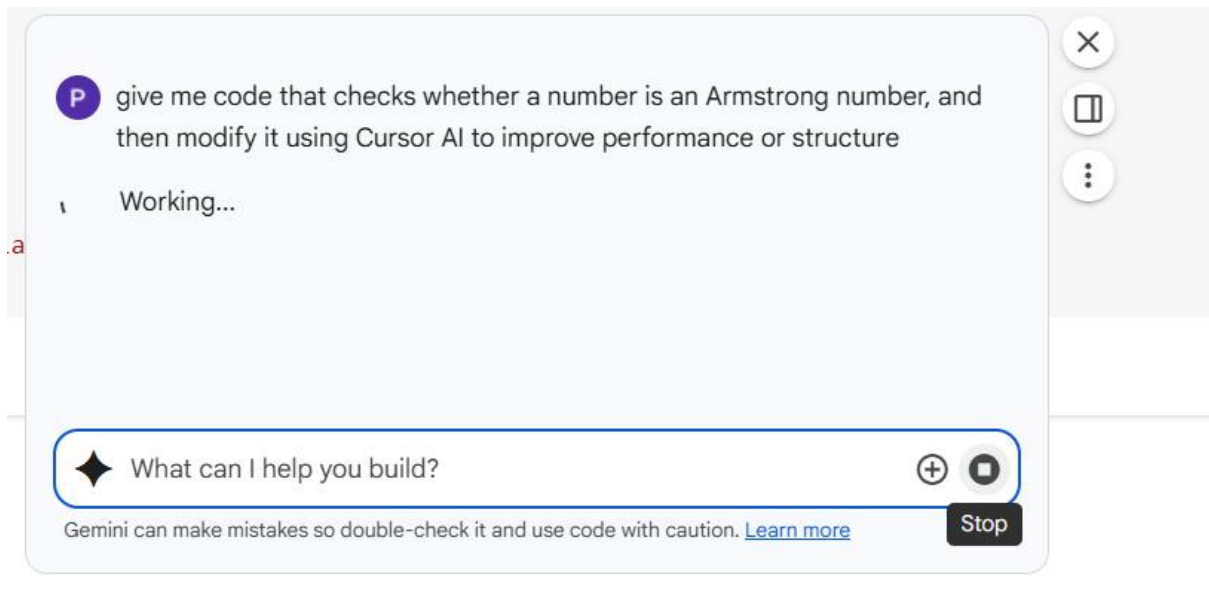 P
give me code that checks whether a number is an Armstrong number, and
then modify it using Cursor AI to improve performance or structure
Working...
.a
What can I help you build?
Gemini can make mistakes so double-check it and use code with caution. Learn more
Stop